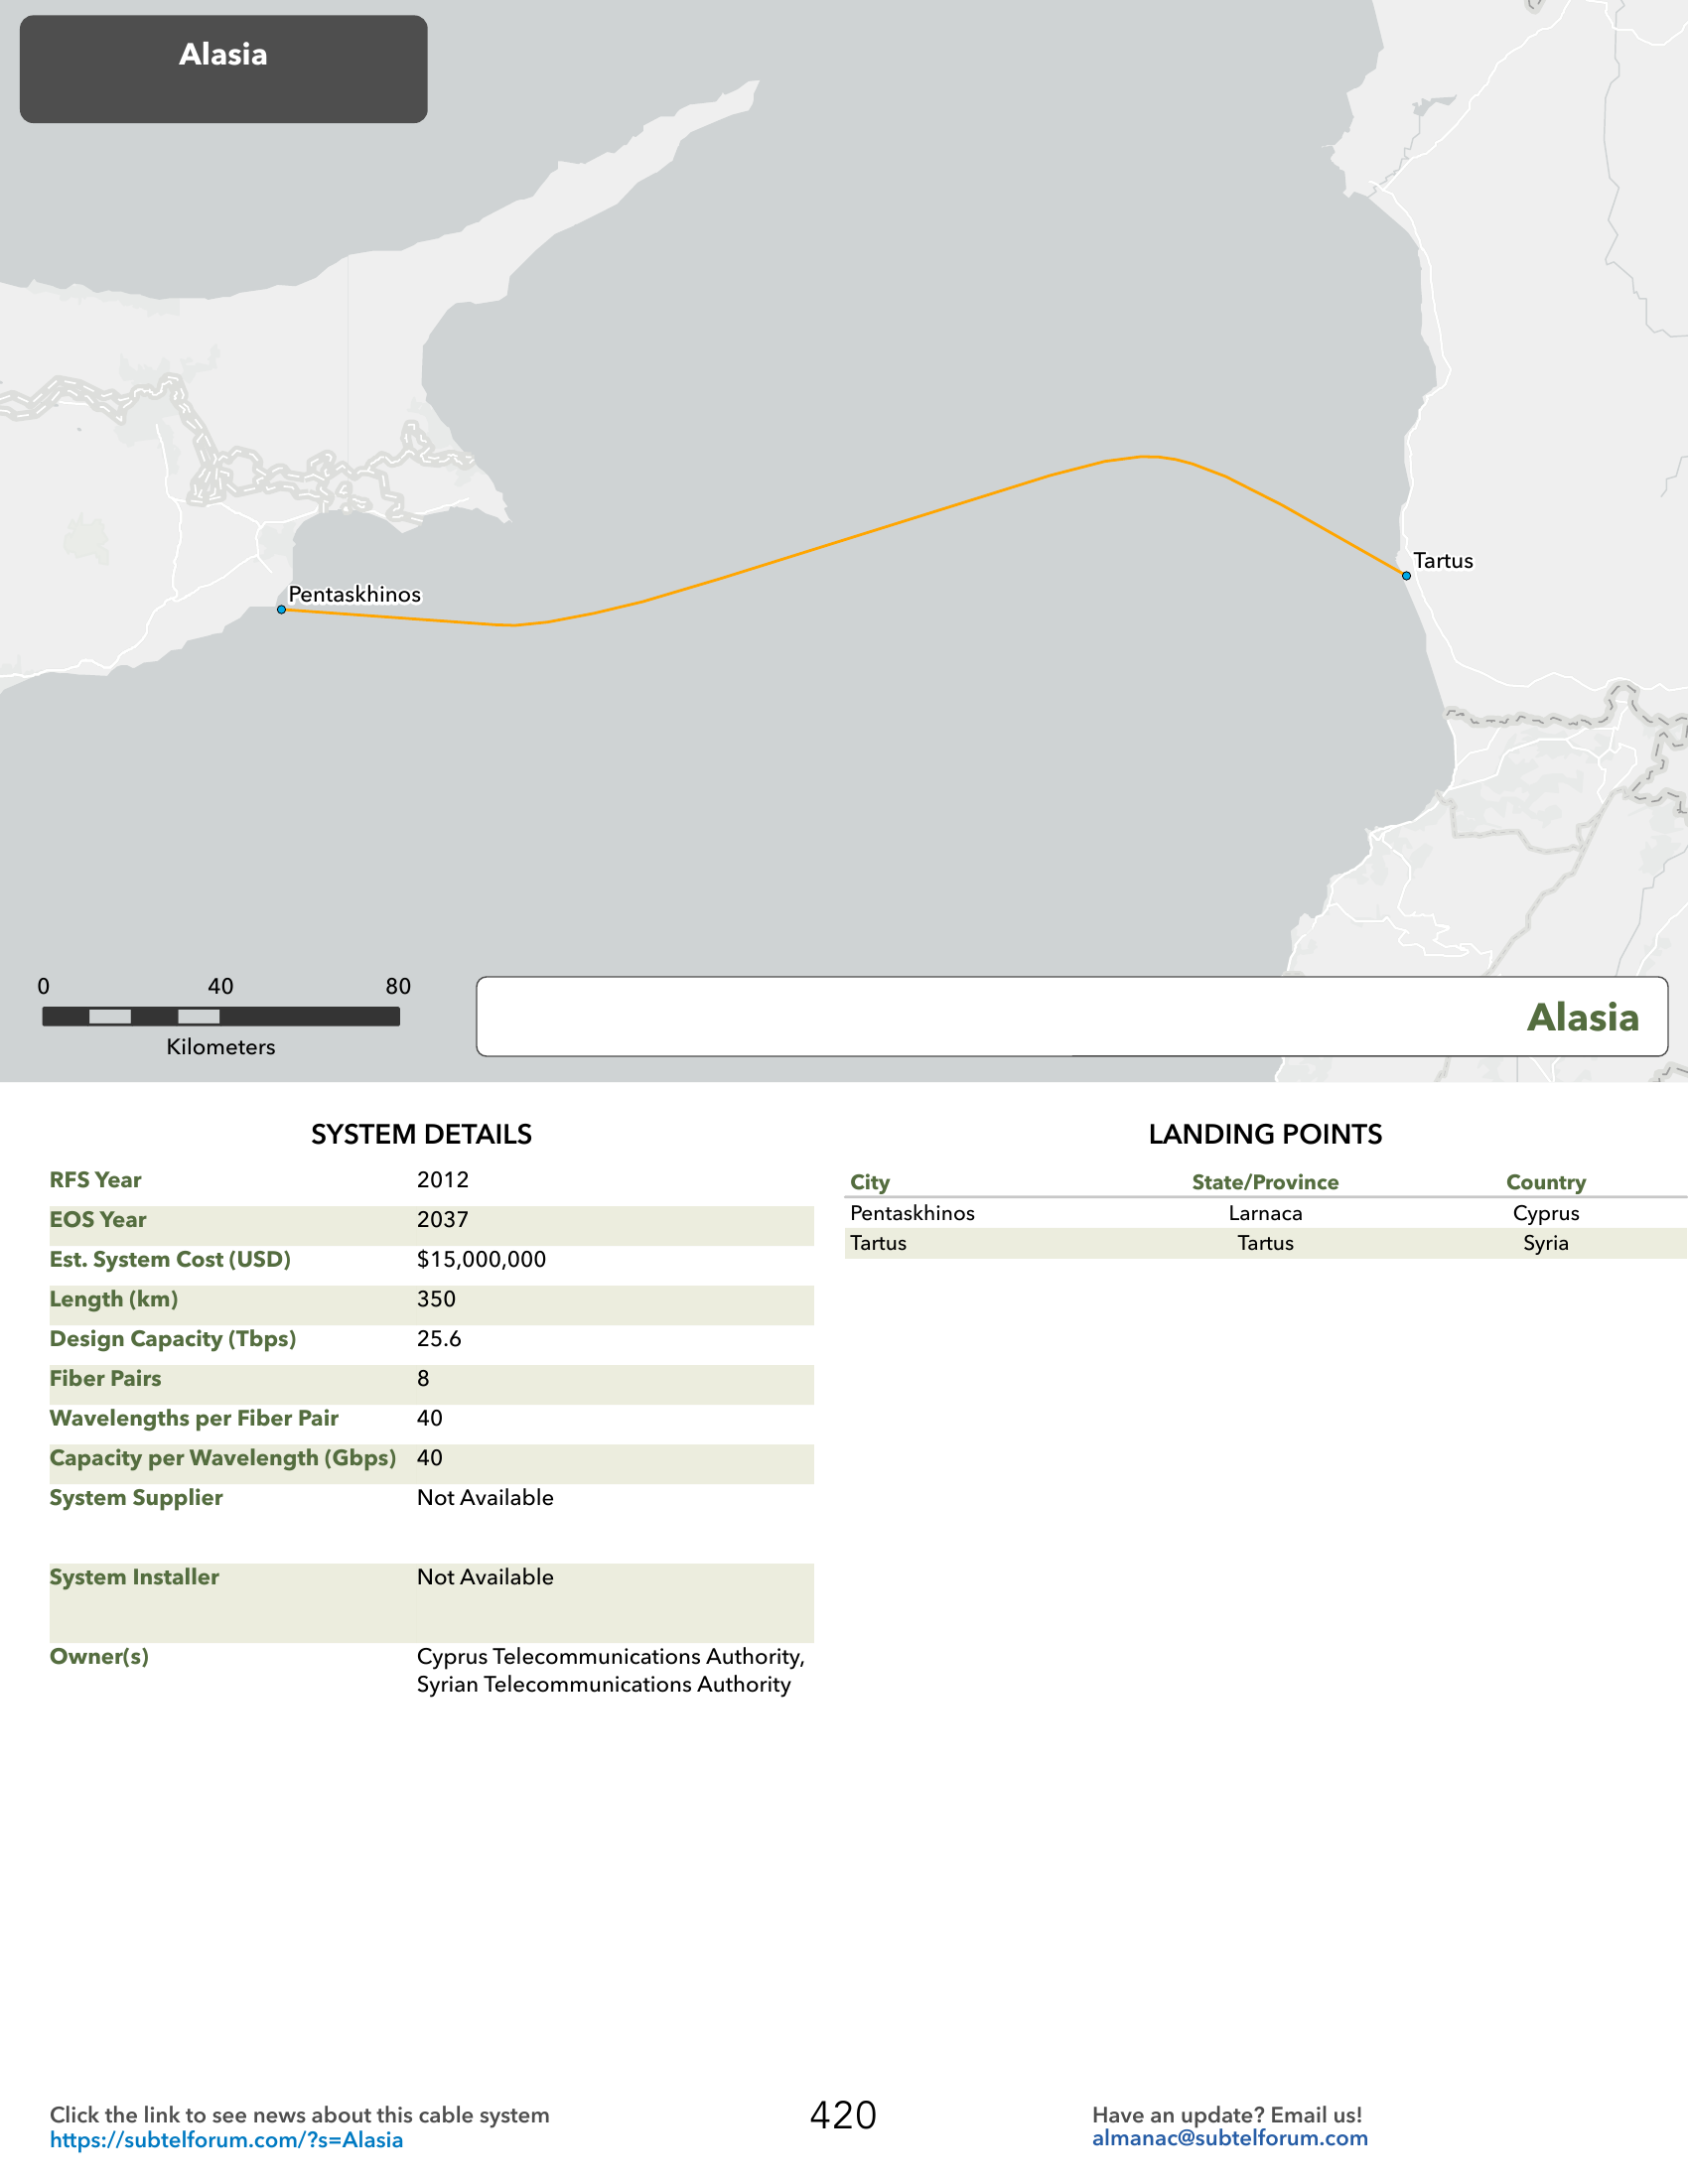 Alasia
Pentaskhinos
Tartus
0 40 80
Kilometers
Alasia
SYSTEM DETAILS
RFS Year 2012
EOS Year 2037
Est. System Cost (USD) $15,000,000
Length (km) 350
Design Capacity (Tbps) 25.6
Fiber Pairs 8
Wavelengths per Fiber Pair 40
Capacity per Wavelength (Gbps) 40
System Supplier Not Available
System Installer Not Available
Owner(s) Cyprus Telecommunications Authority,
Syrian Telecommunications Authority
LANDING POINTS
City State/Province Country
Pentaskhinos Larnaca Cyprus
Tartus Tartus Syria
Click the link to see news about this cable system
https://subtelforum.com/?s=Alasia
420
Have an update? Email us!
almanac@subtelforum.com